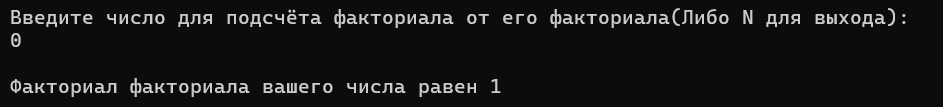 Введите число для подсчёта факториала от его факториала(Либо N для выхода):
0
Факториал факториала вашего числа равен 1